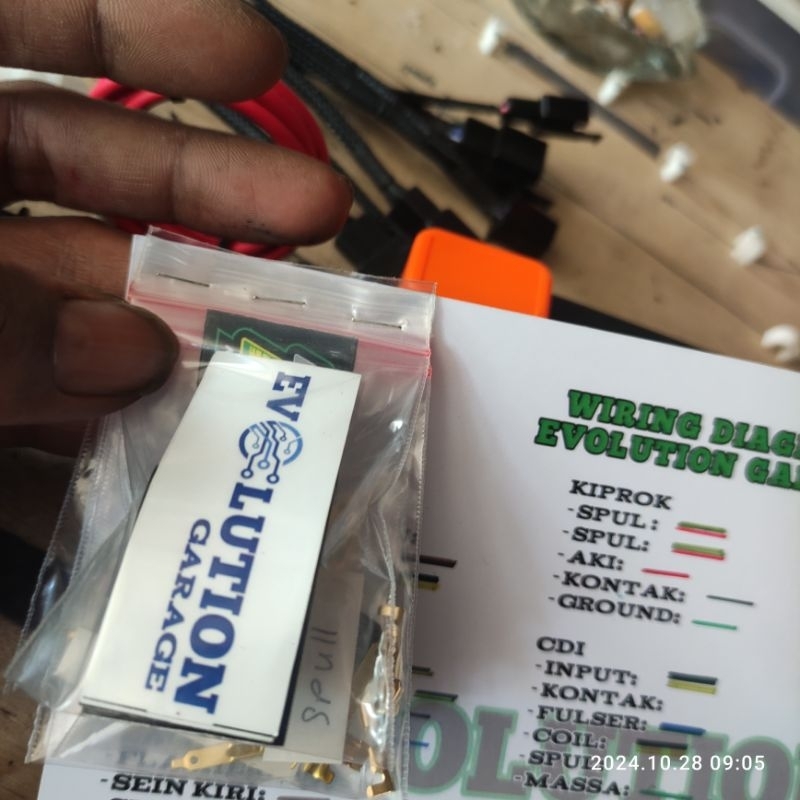 EVOLUTION
GARAGE
spull
WIRING DIAG
EVOLUTION GA
KIPROK
-SPUL :
-SPUL:
-AKI:
-KONTAK:
-GROUND:
CDI
-INPUT:
-KONTAK:
-FULSER:
-COIL:
-SPUL
-MASSA:
-SEIN KIRI:
2024.10.28 09:05